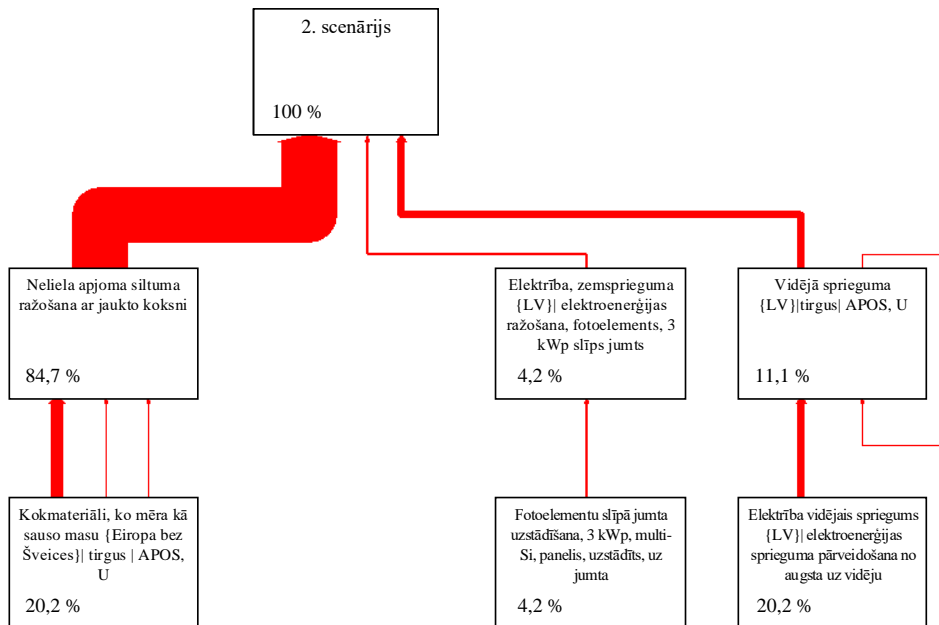 2. scenārijs
100 %
Neliela apjoma siltuma
ražošana ar jaukto koksni
84,7 %
Elektrība, zemsprieguma
{LV}| elektroenerģijas
ražošana, fotoelements, 3
kWp slīps jumts
4,2 %
Vidējā sprieguma
{LV}|tirgus| APOS, U
11,1 %
Kokmateriāli, ko mēra kā
sauso masu {Eiropa bez
Šveices}| tirgus | APOS,
U
20,2 %
Fotoelementu slīpā jumta
uzstādīšana, 3 kWp, multi-
Si, panelis, uzstādīts, uz
jumta
4,2 %
Elektrība vidējais spriegums
{LV}| elektroenerģijas
sprieguma pārveidošana no
augsta uz vidēju
20,2 %